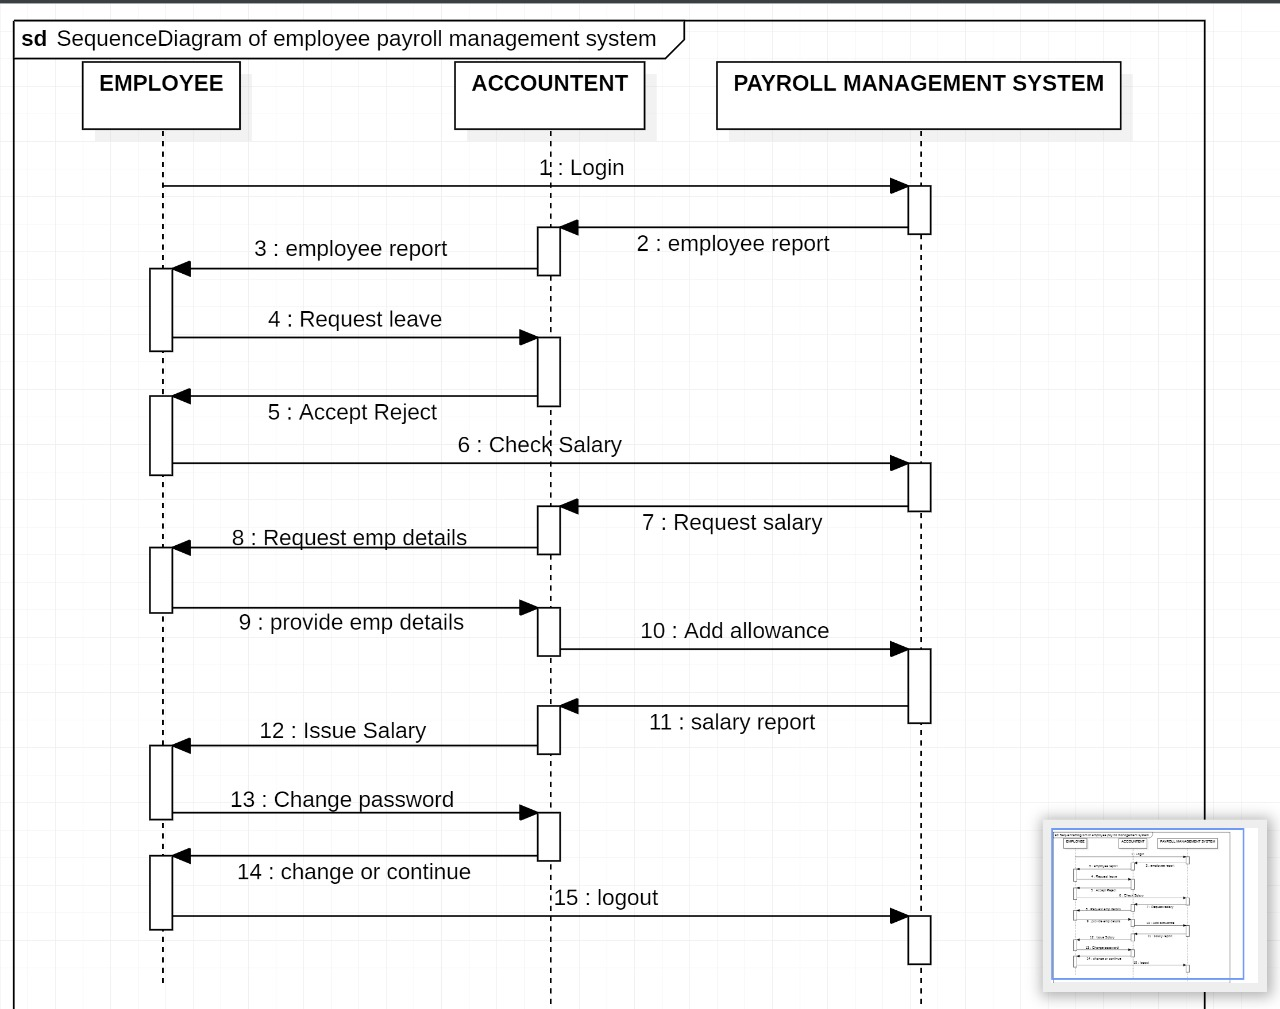 sd SequenceDiagram of employee payroll management system
EMPLOYEE
ACCOUNTENT
PAYROLL MANAGEMENT SYSTEM
1 : Login
2 : employee report
3 : employee report
4 : Request leave
5 : Accept Reject
6 : Check Salary
7 : Request salary
8 : Request emp details
9 : provide emp details
10 : Add allowance
11 : salary report
12 : Issue Salary
13 : Change password
14 : change or continue
15 : logout